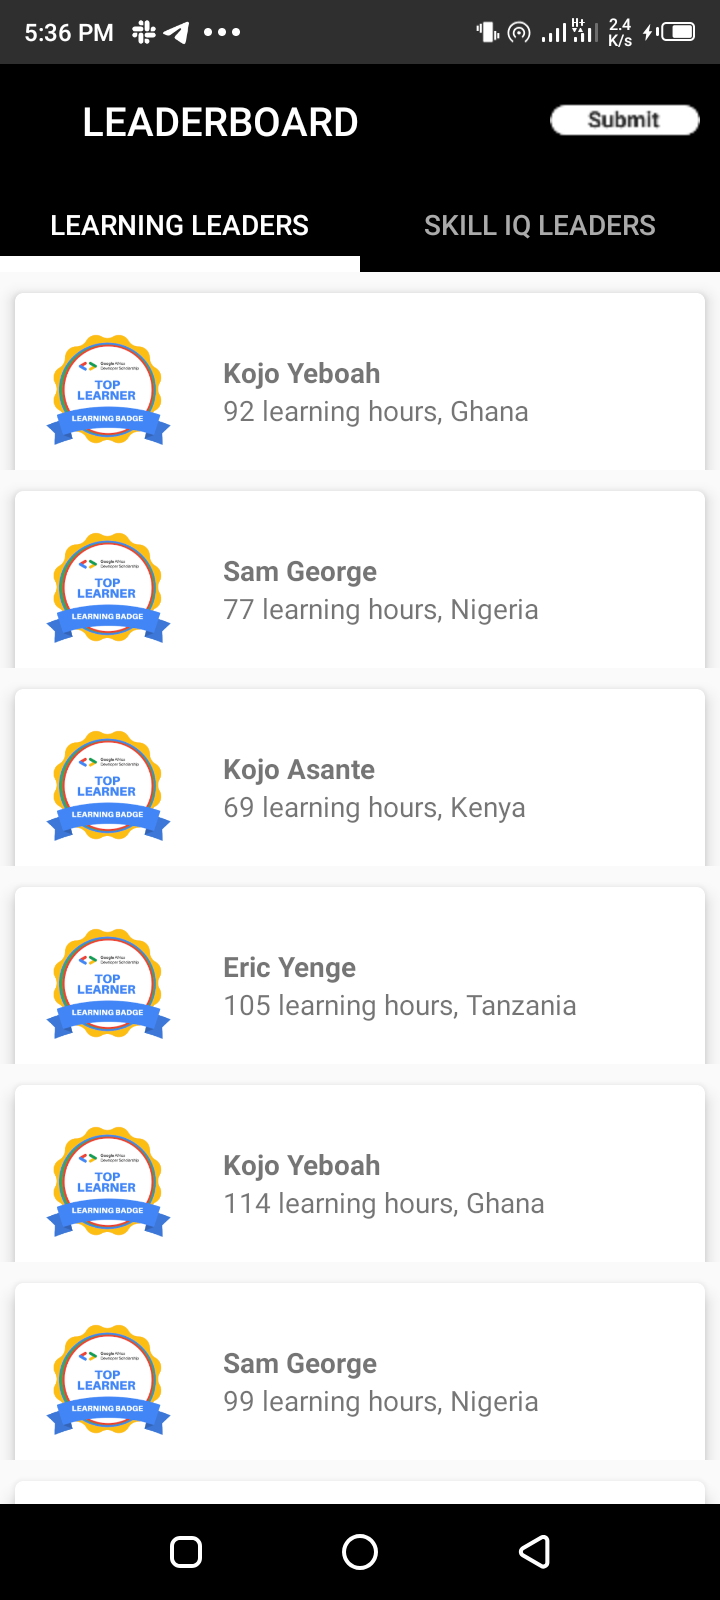 5:36 PM
H+
2.4
K/s
LEADERBOARD
Submit
LEARNING LEADERS
SKILL IQ LEADERS
Google Africa
Developer Scholarship
TOP
LEARNER
LEARNING BADGE
Kojo Yeboah
92 learning hours, Ghana
Google Africa
Developer Scholarship
TOP
LEARNER
LEARNING BADGE
Sam George
77 learning hours, Nigeria
Google Africa
Developer Scholarship
TOP
LEARNER
LEARNING BADGE
Kojo Asante
69 learning hours, Kenya
Google Africa
Developer Scholarship
TOP
LEARNER
LEARNING BADGE
Eric Yenge
105 learning hours, Tanzania
Google Africa
Developer Scholarship
TOP
LEARNER
LEARNING BADGE
Kojo Yeboah
114 learning hours, Ghana
Google Africa
Developer Scholarship
TOP
LEARNER
LEARNING BADGE
Sam George
99 learning hours, Nigeria